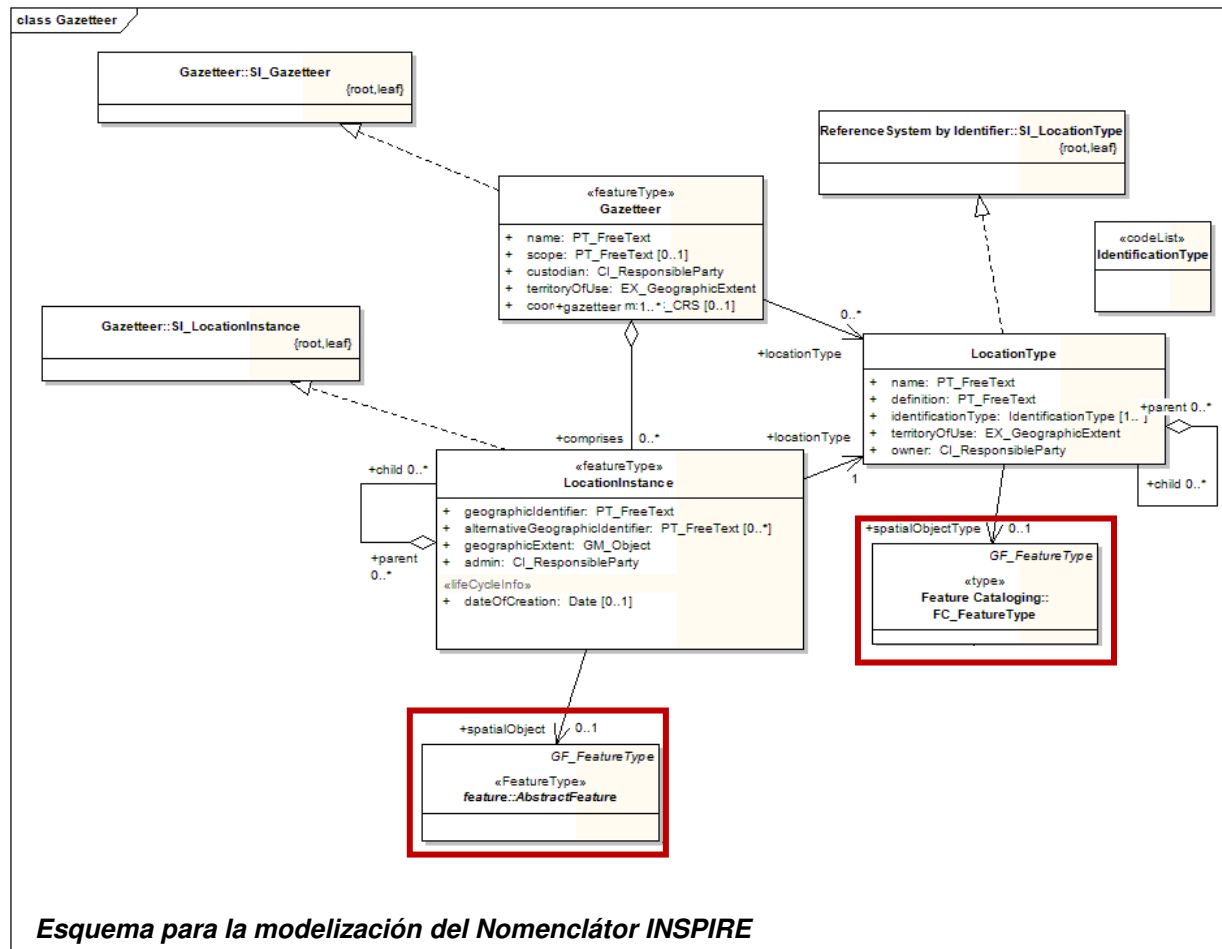 class Gazetteer
Gazetteer::SI_Gazetteer
{root,leaf}
ReferenceSystem by Identifier::SI_LocationType
{root,leaf}
«featureType»
Gazetteer
+ name: PT_FreeText
+ scope: PT_FreeText [0..1]
+ custodian: CI_ResponsibleParty
+ territoryOfUse: EX_GeographicExtent
+ coor
+gazetteer
1..*
_CRS [0..1]
«codeList»
IdentificationType
Gazetteer::SI_LocationInstance
{root,leaf}
0..*
+locationType
LocationType
+ name: PT_FreeText
+ definition: PT_FreeText
+ identificationType: IdentificationType [1..
+ territoryOfUse: EX_GeographicExtent
+ owner: CI_ResponsibleParty
+parent 0..*
+child 0..*
+comprises 0..*
+locationType
1
+child 0..*
+parent
0..*
«featureType»
LocationInstance
+ geographicIdentifier: PT_FreeText
+ alternativeGeographicIdentifier: PT_FreeText [0..*]
+ geographicExtent: GM_Object
+ admin: CI_ResponsibleParty
«lifeCycleInfo»
+ dateOfCreation: Date [0..1]
+spatialObjectType 0..1
GF_FeatureType
«type»
Feature Cataloging::
FC_FeatureType
+spatialObject 0..1
GF_FeatureType
«FeatureType»
feature::AbstractFeature
Esquema para la modelización del Nomenclátor INSPIRE